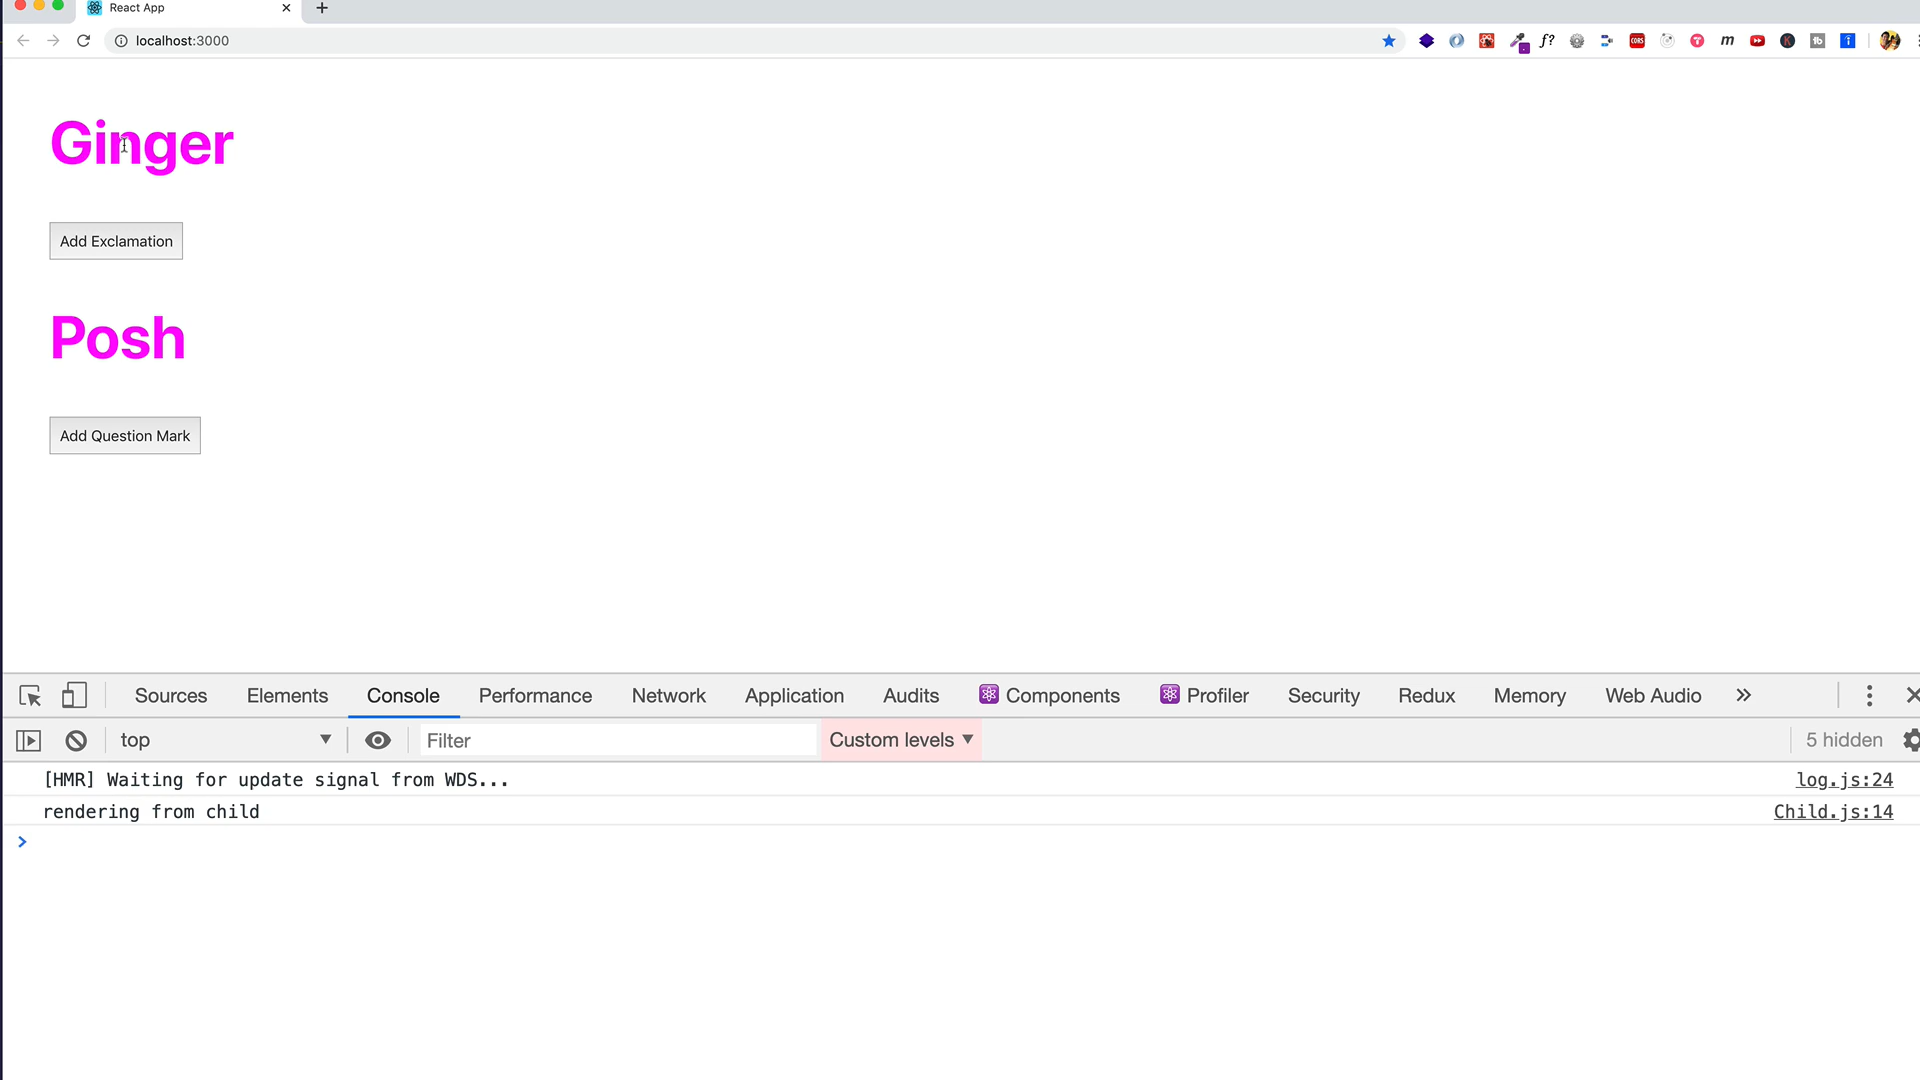 React App
localhost:3000
f?
CORS
m
K
Ginger
Add Exclamation
Posh
Add Question Mark
Sources Elements Console Performance Network Application Audits Components Profiler Security Redux Memory Web Audio
top Filter Custom levels 5 hidden
[HMR] Waiting for update signal from WDS... log.js:24
rendering from child Child.js:14